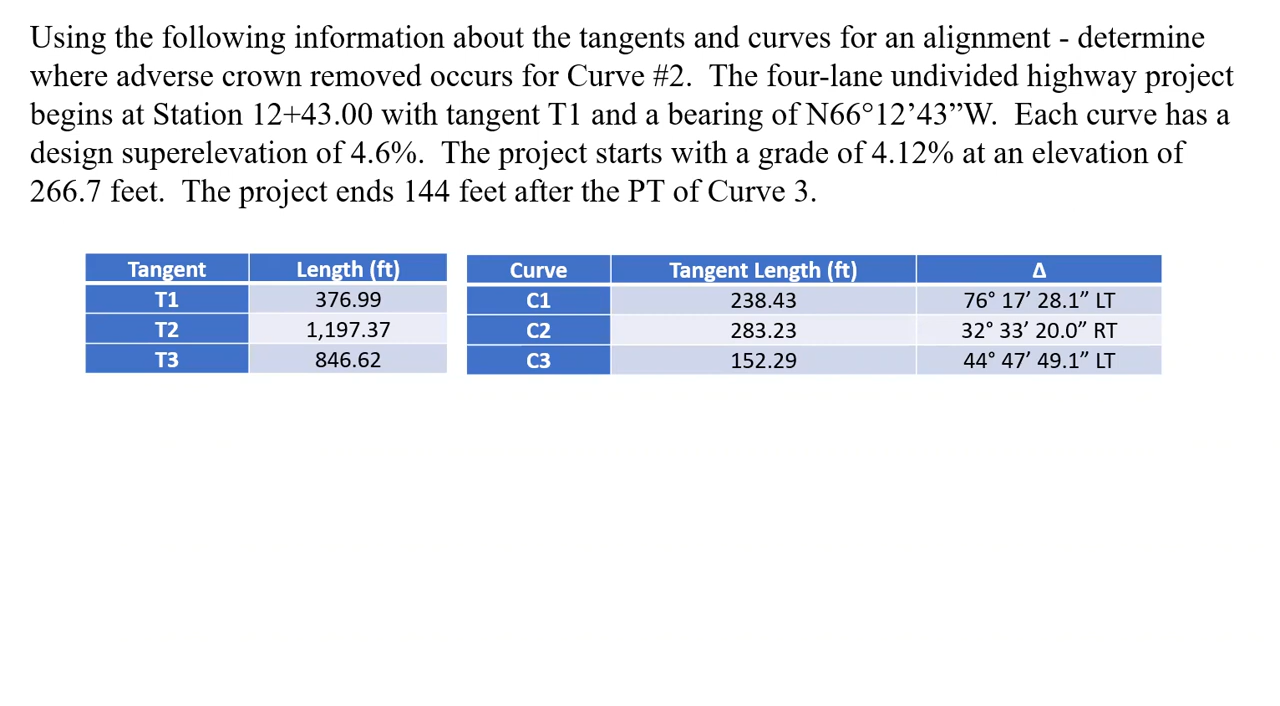 Using the following information about the tangents and curves for an alignment - determine
where adverse crown removed occurs for Curve #2.  The four-lane undivided highway project
begins at Station 12+43.00 with tangent T1 and a bearing of N66°12’43”W.  Each curve has a
design superelevation of 4.6%.  The project starts with a grade of 4.12% at an elevation of
266.7 feet.  The project ends 144 feet after the PT of Curve 3.
Tangent Length (ft)
T1 376.99
T2 1,197.37
T3 846.62
Curve Tangent Length (ft) Δ
C1 238.43 76° 17’ 28.1” LT
C2 283.23 32° 33’ 20.0” RT
C3 152.29 44° 47’ 49.1” LT